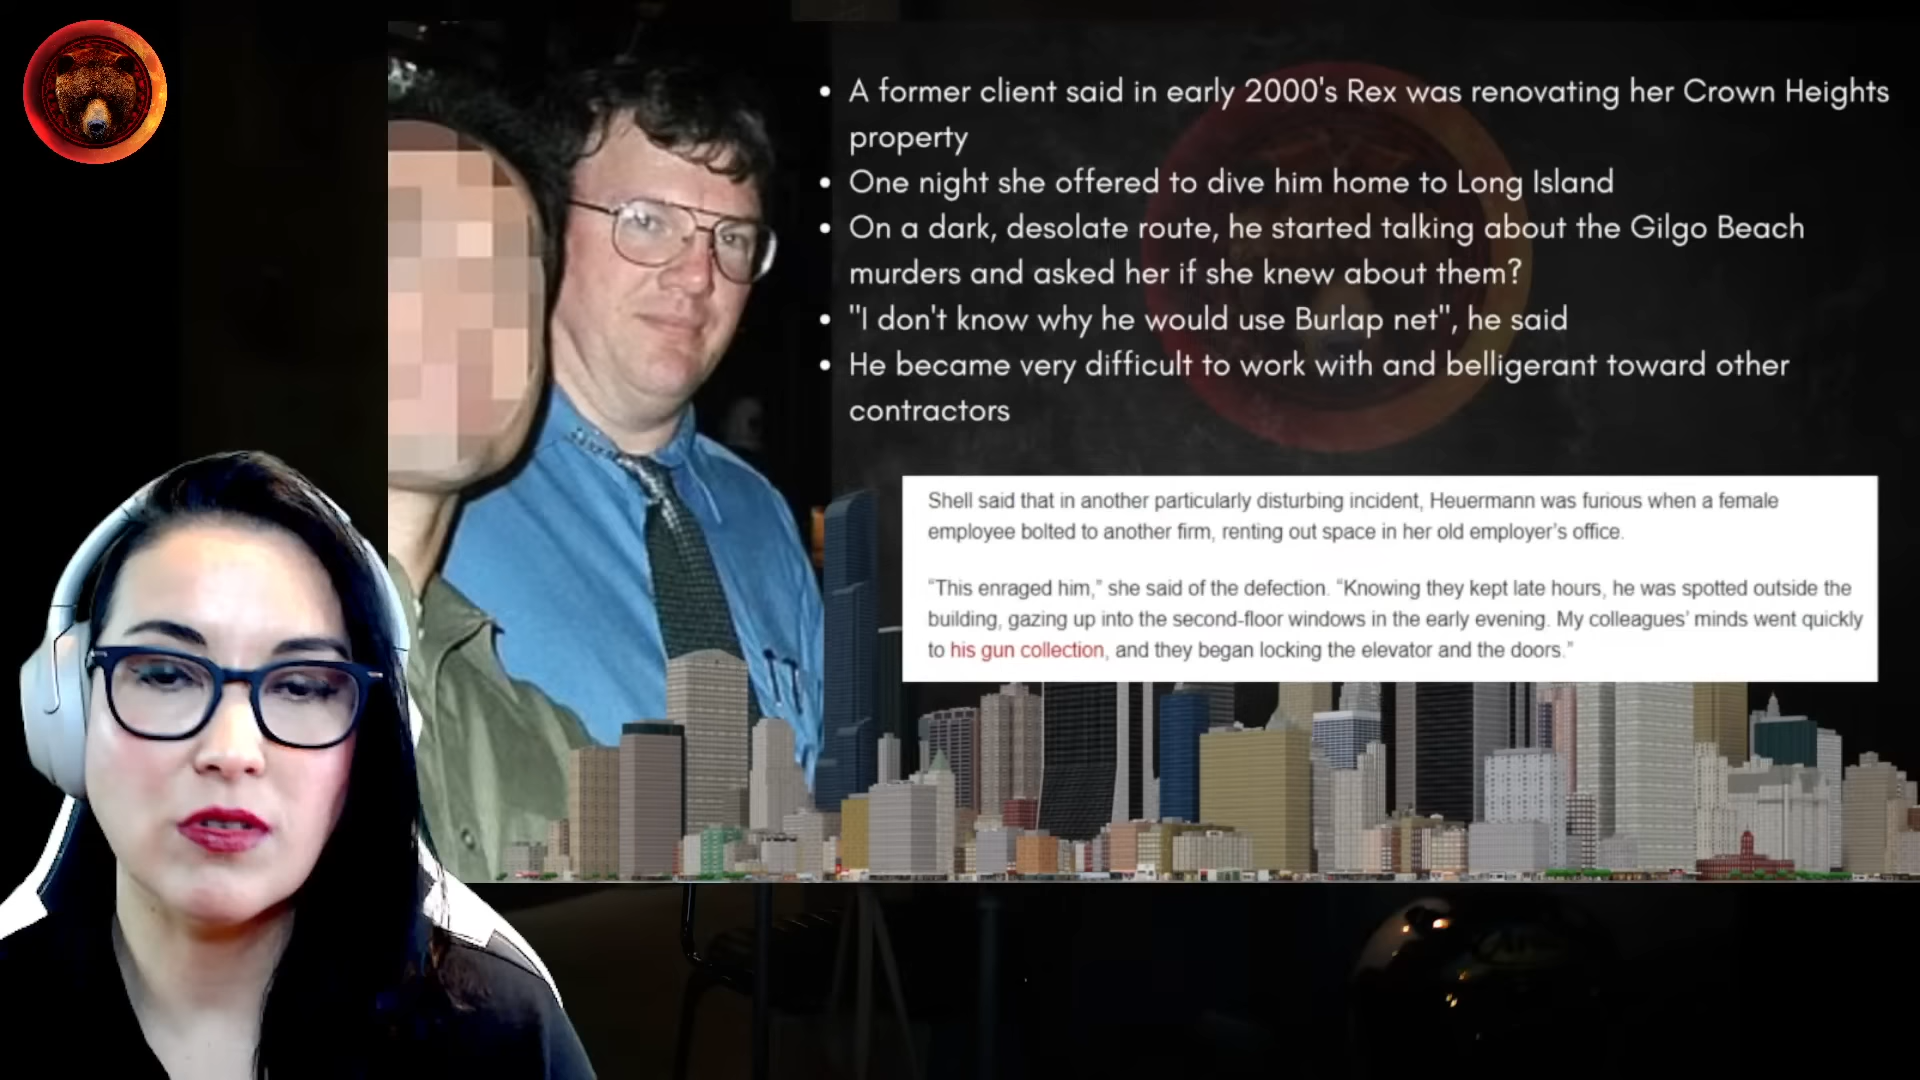 • A former client said in early 2000's Rex was renovating her Crown Heights
property
• One night she offered to dive him home to Long Island
• On a dark, desolate route, he started talking about the Gilgo Beach
murders and asked her if she knew about them?
• "I don't know why he would use Burlap net", he said
• He became very difficult to work with and belligerant toward other
contractors
Shell said that in another particularly disturbing incident, Heuermann was furious when a female
employee bolted to another firm, renting out space in her old employer’s office.
“This enraged him,” she said of the defection. “Knowing they kept late hours, he was spotted outside the
building, gazing up into the second-floor windows in the early evening. My colleagues’ minds went quickly
to his gun collection, and they began locking the elevator and the doors.”